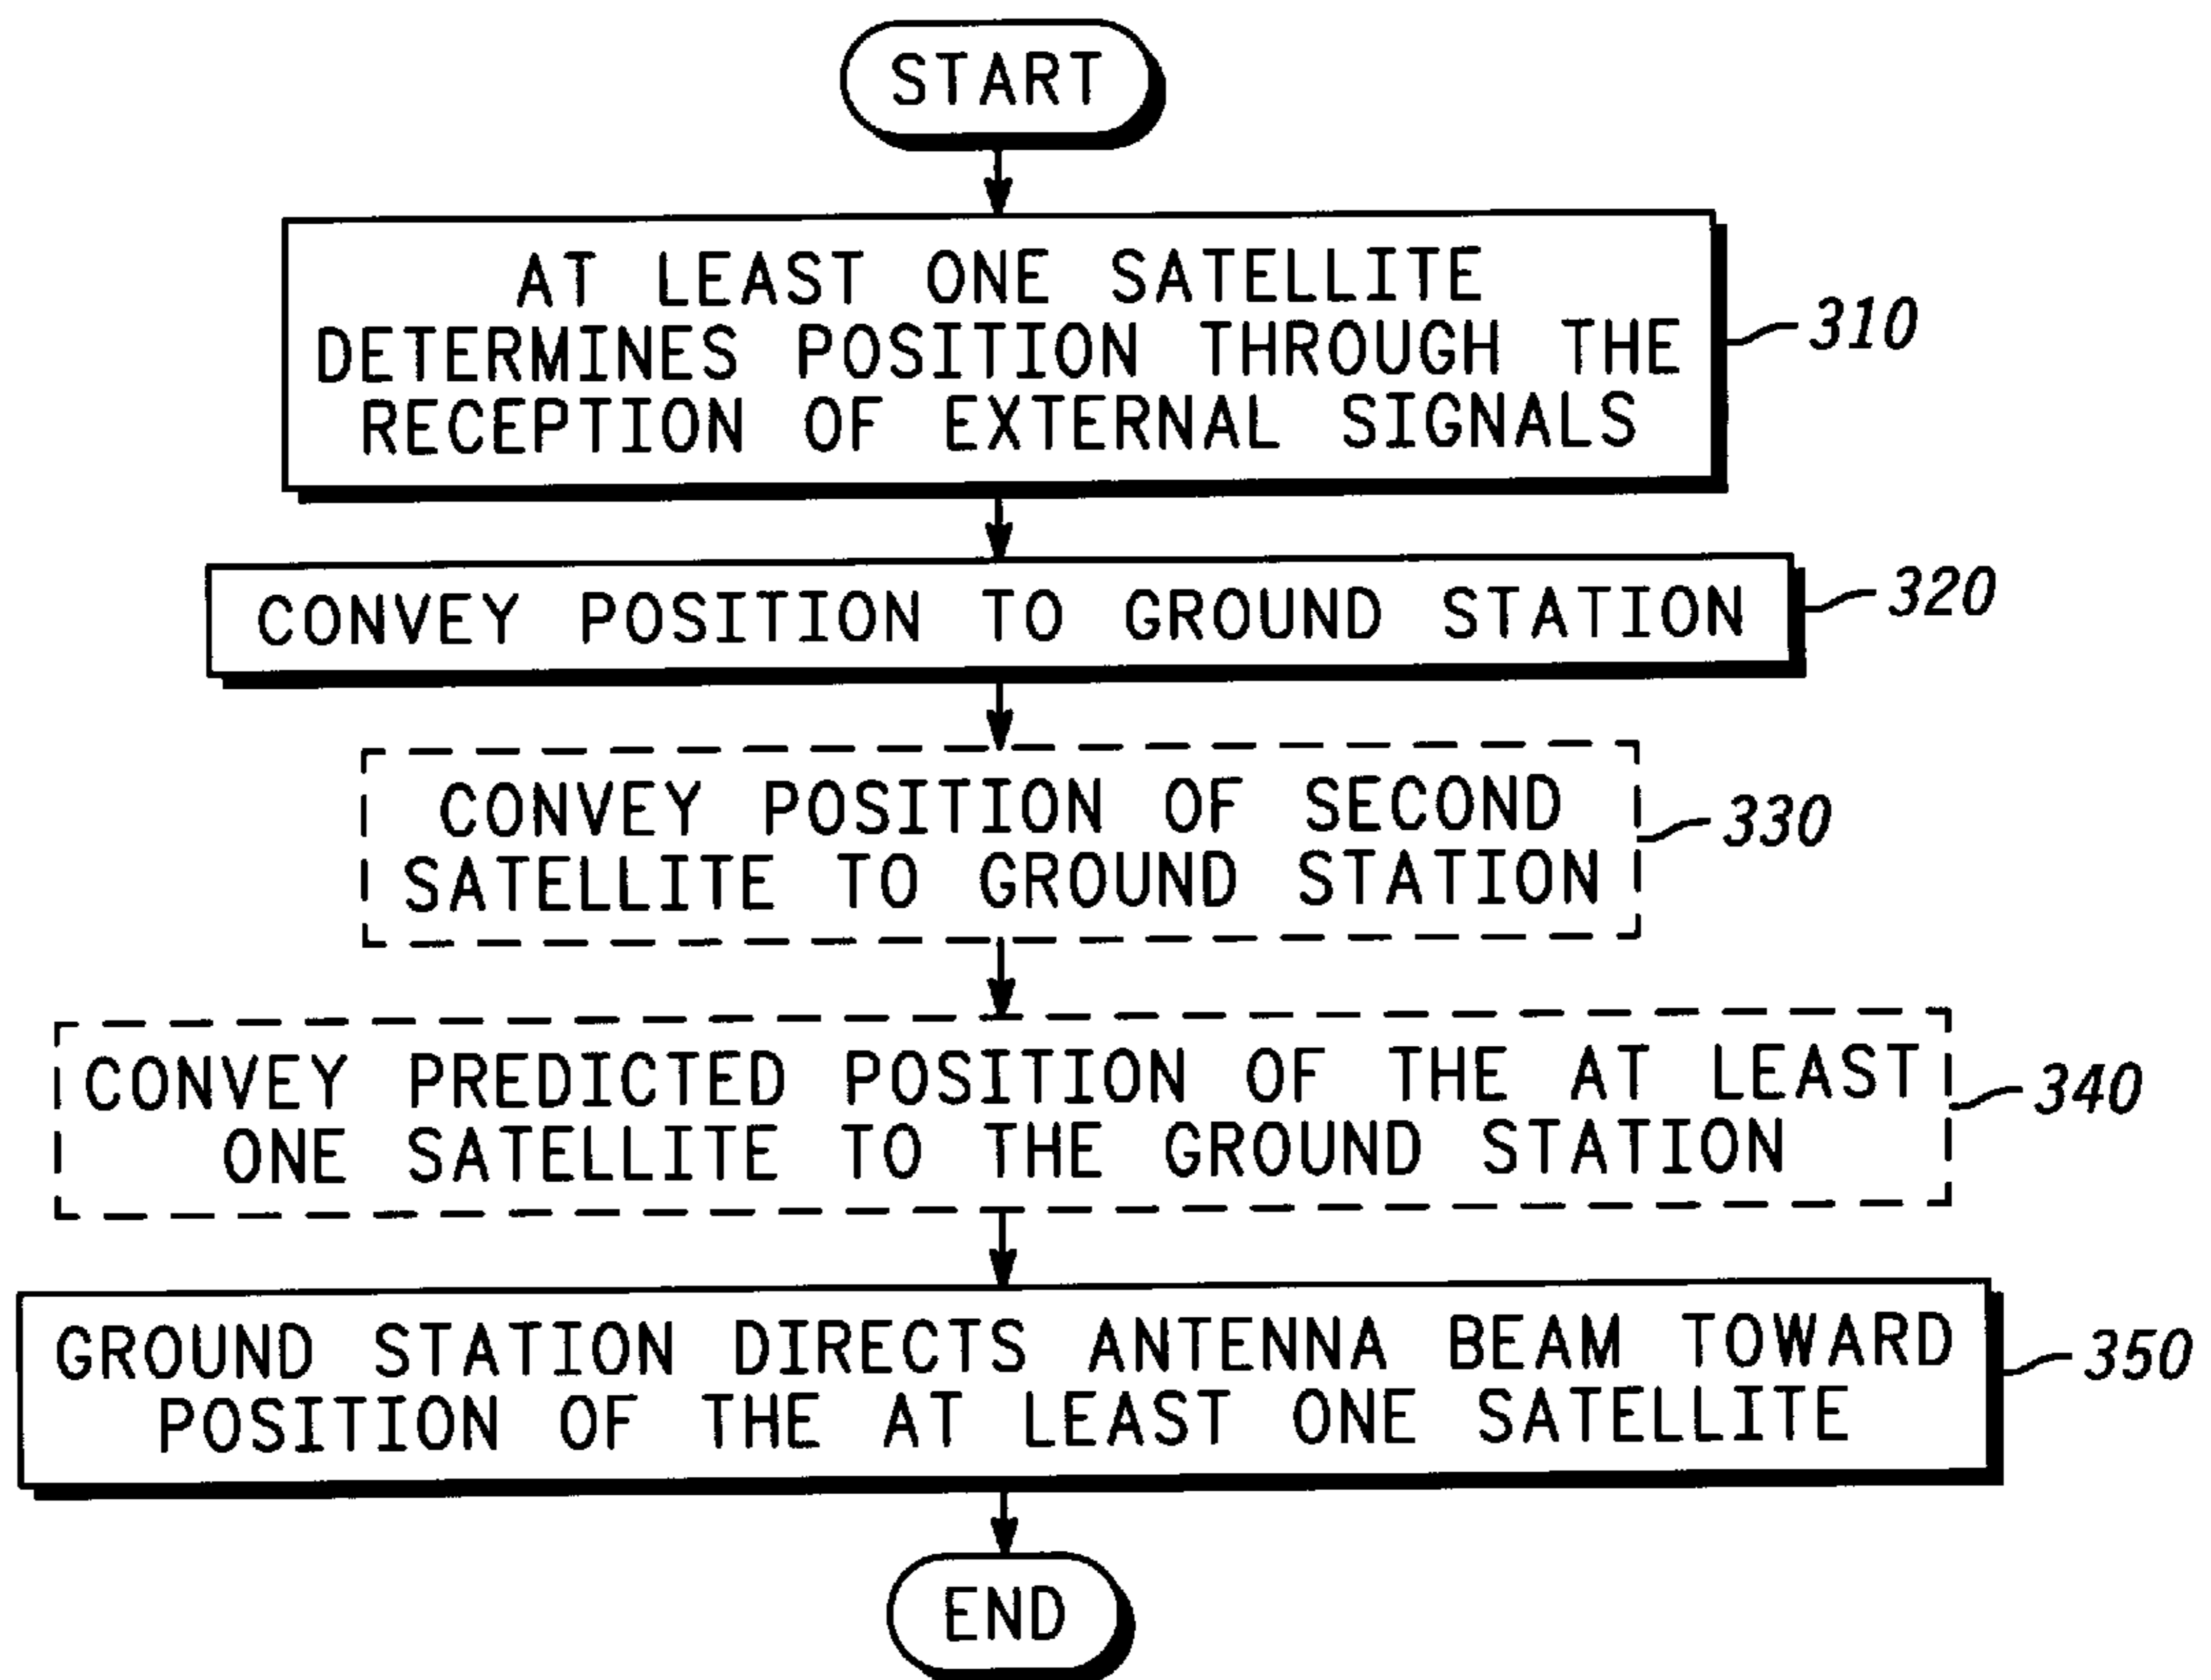 START
AT LEAST ONE SATELLITE
DETERMINES POSITION THROUGH THE
RECEPTION OF EXTERNAL SIGNALS
310
CONVEY POSITION TO GROUND STATION
320
CONVEY POSITION OF SECOND
SATELLITE TO GROUND STATION
330
CONVEY PREDICTED POSITION OF THE AT LEAST
ONE SATELLITE TO THE GROUND STATION
340
GROUND STATION DIRECTS ANTENNA BEAM TOWARD
POSITION OF THE AT LEAST ONE SATELLITE
350
END